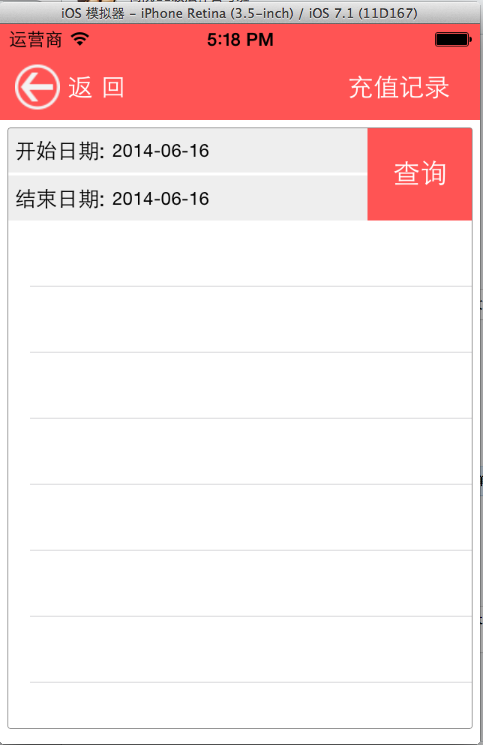 iOS 模拟器 - iPhone Retina (3.5-inch) / iOS 7.1 (11D167)
运营商 5:18 PM
返 回 充值记录
开始日期: 2014-06-16
查询
结束日期: 2014-06-16